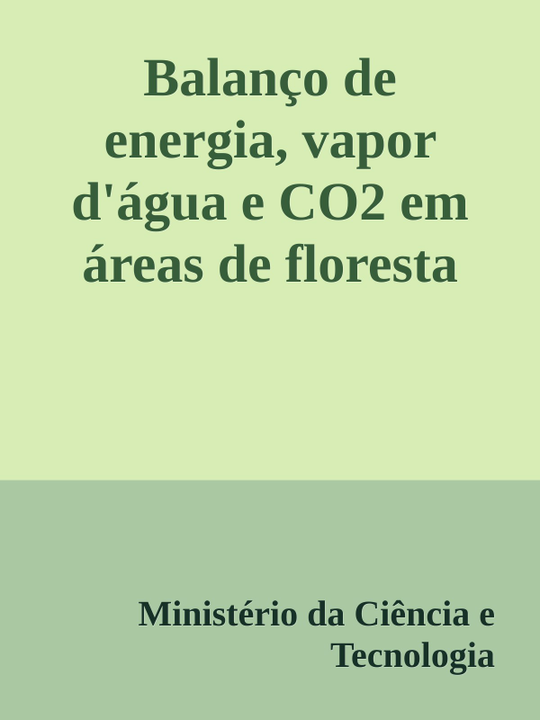 Balanço de
energia, vapor
d'água e CO2 em
áreas de floresta
Ministério da Ciência e
Tecnologia